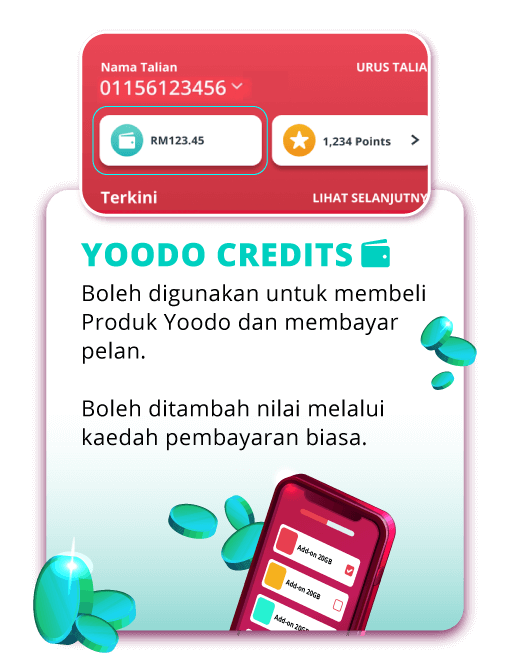 Nama Talian
URUS TALIA
01156123456
RM123.45
1,234 Points
Terkini
LIHAT SELANJUTNY
YOODO CREDITS
Boleh digunakan untuk membeli
Produk Yoodo dan membayar
pelan.
Boleh ditambah nilai melalui
kaedah pembayaran biasa.
Add-on 20GB
Add-on 20GB
Add-on 20GB